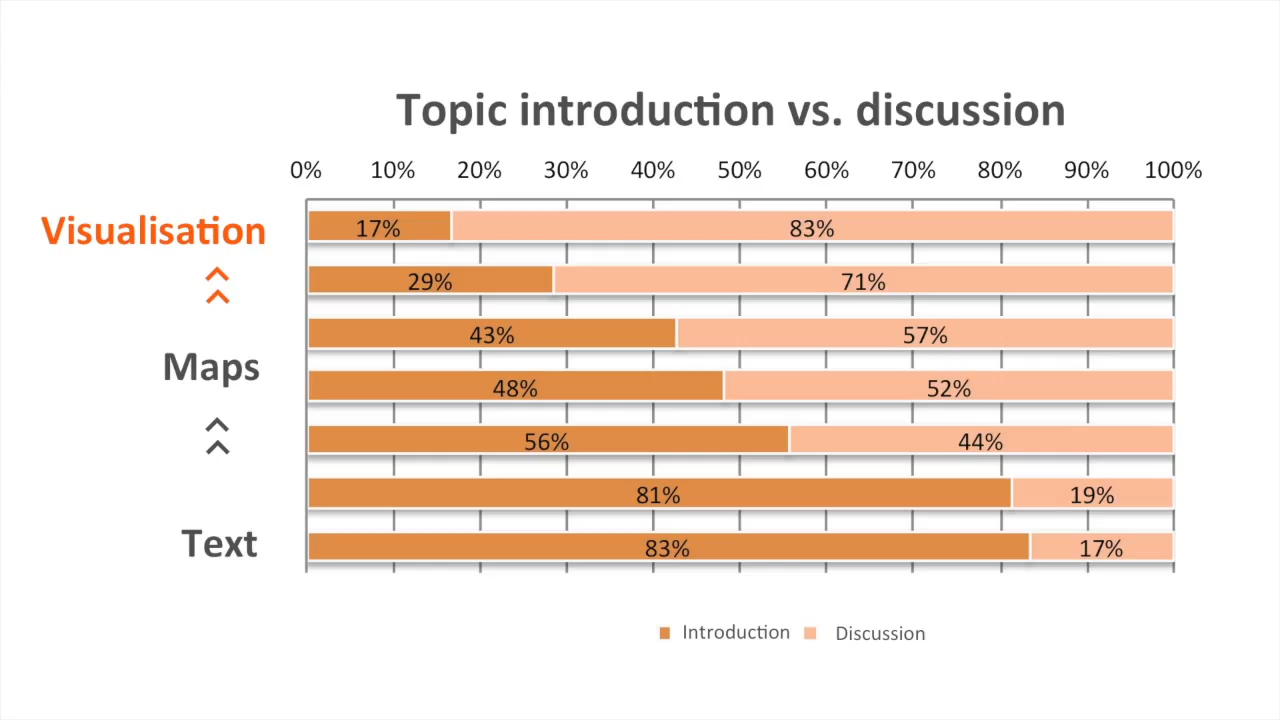 Topic introduction vs. discussion
0% 10% 20% 30% 40% 50% 60% 70% 80% 90% 100%
Visualisation
17% 83%
29% 71%
43% 57%
Maps
48% 52%
56% 44%
81% 19%
Text
83% 17%
Introduction Discussion